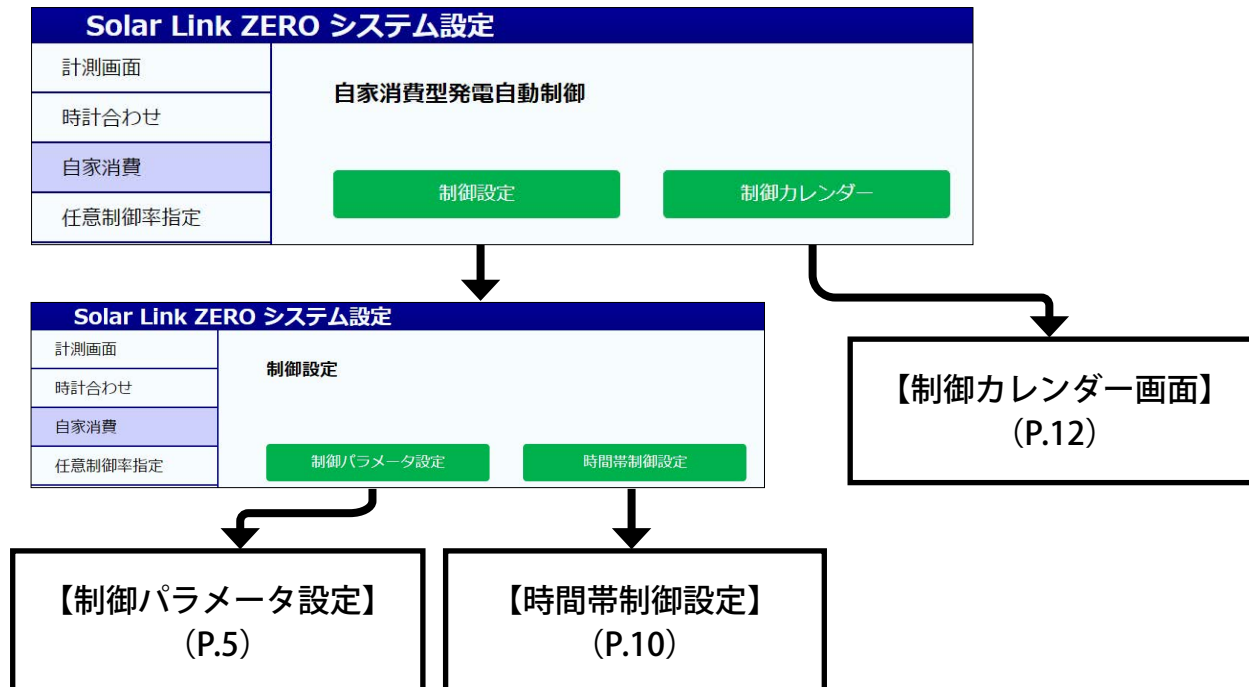 Solar Link ZERO システム設定
計測画面
時計合わせ
自家消費
任意制御率指定
自家消費型発電自動制御
制御設定
制御カレンダー
Solar Link ZERO システム設定
計測画面
時計合わせ
自家消費
任意制御率指定
制御設定
制御パラメータ設定
時間帯制御設定
【制御カレンダー画面】
（P.12）
【制御パラメータ設定】
（P.5）
【時間帯制御設定】
（P.10）